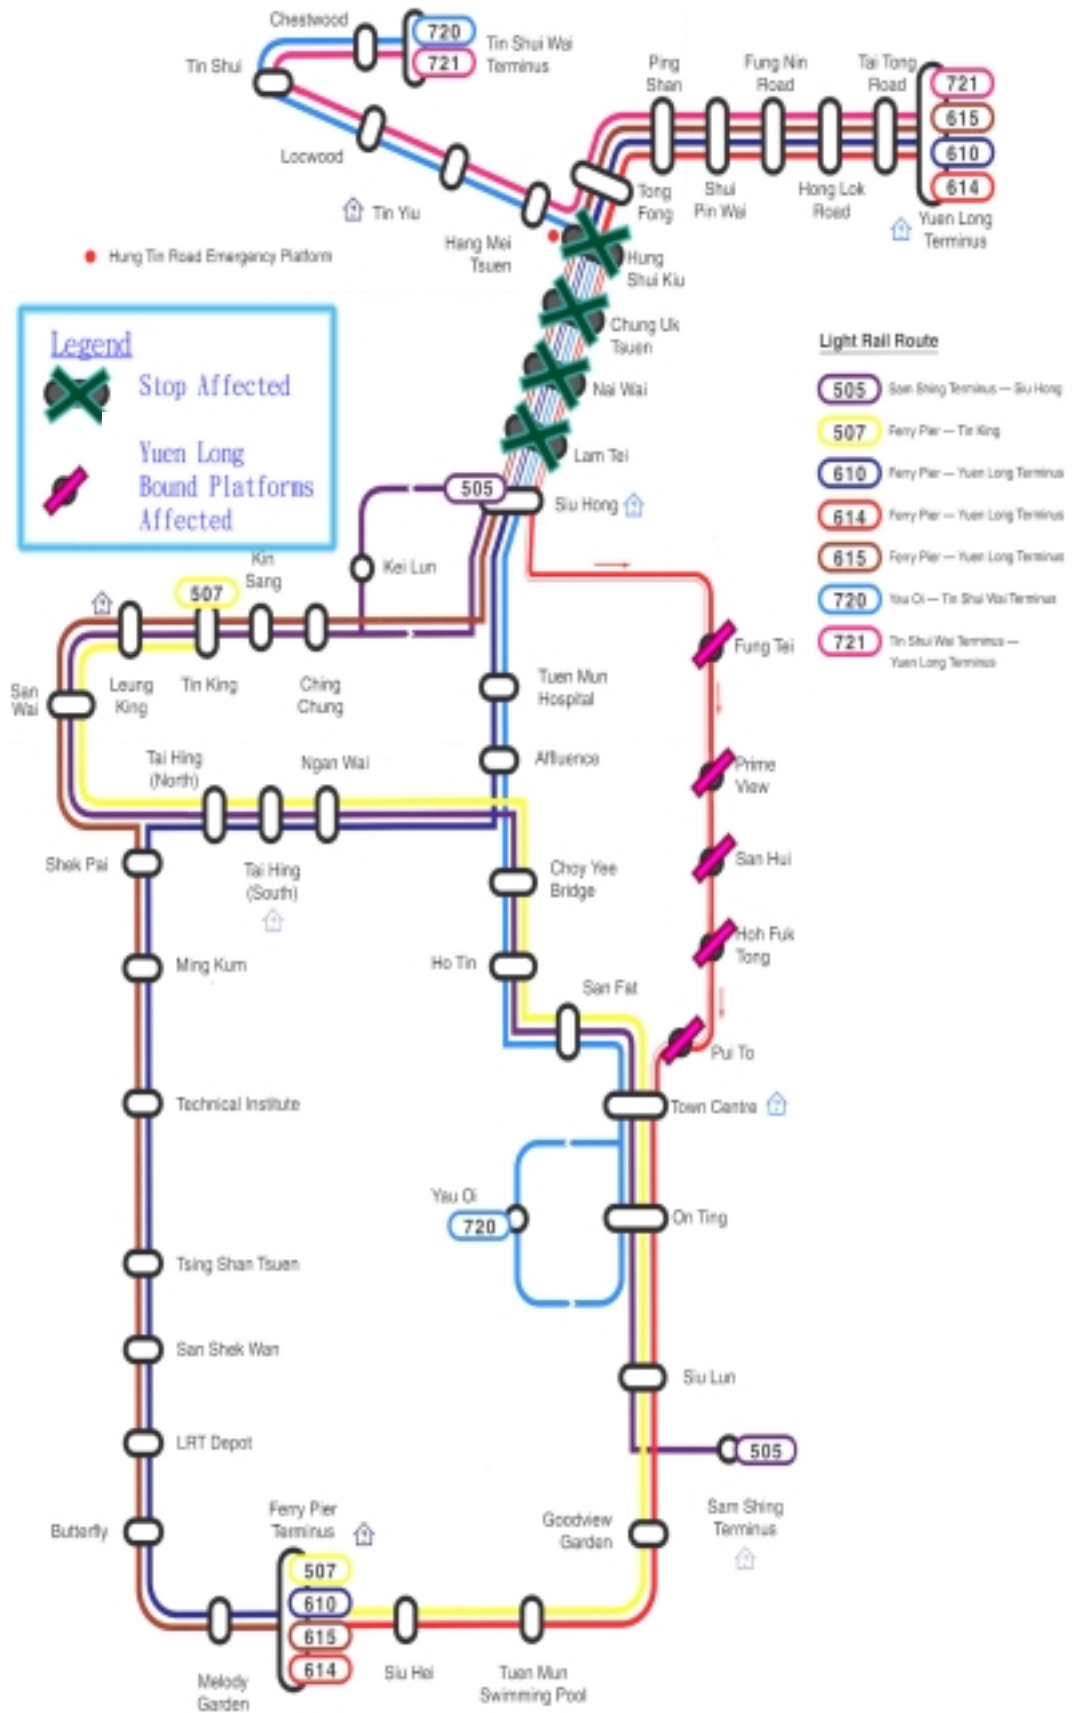 Chestwood
720
721
Tin Shui Wai
Terminus
Tin Shui
Locwood
Tin Yiu
Hang Mei
Tsuen
Hung Tin Road Emergency Platform
Ping
Shan
Fung Nin
Road
Tai Tong
Road
721
615
610
614
Tong
Fong
Shui
Pin Wai
Hong Lok
Road
Yuen Long
Terminus
Hung
Shui Kiu
Chung Uk
Tsuen
Nai Wai
Lam Tei
Legend
Stop Affected
Yuen Long
Bound Platforms
Affected
Light Rail Route
505 Sam Shing Terminus — Siu Hong
507 Ferry Pier — Tin King
610 Ferry Pier — Yuen Long Terminus
614 Ferry Pier — Yuen Long Terminus
615 Ferry Pier — Yuen Long Terminus
720 Yau Oi — Tin Shui Wai Terminus
721 Tin Shui Wai Terminus —
Yuen Long Terminus
505
Siu Hong
Kei Lun
Kin
Sang
507
San
Wai
Leung
King
Tin King
Ching
Chung
Tuen Mun
Hospital
Fung Tei
Affluence
Prime
View
Tai Hing
(North)
Ngan Wai
Shek Pai
Tai Hing
(South)
Choy Yee
Bridge
San Hui
Ming Kum
Ho Tin
San Fat
Hoh Fuk
Tong
Pui To
Technical Institute
Town Centre
Yau Oi
720
On Ting
Tsing Shan Tsuen
San Shek Wan
Siu Lun
LRT Depot
505
Sam Shing
Terminus
Butterfly
Ferry Pier
Terminus
507
610
615
614
Goodview
Garden
Melody
Garden
Siu Hei
Tuen Mun
Swimming Pool